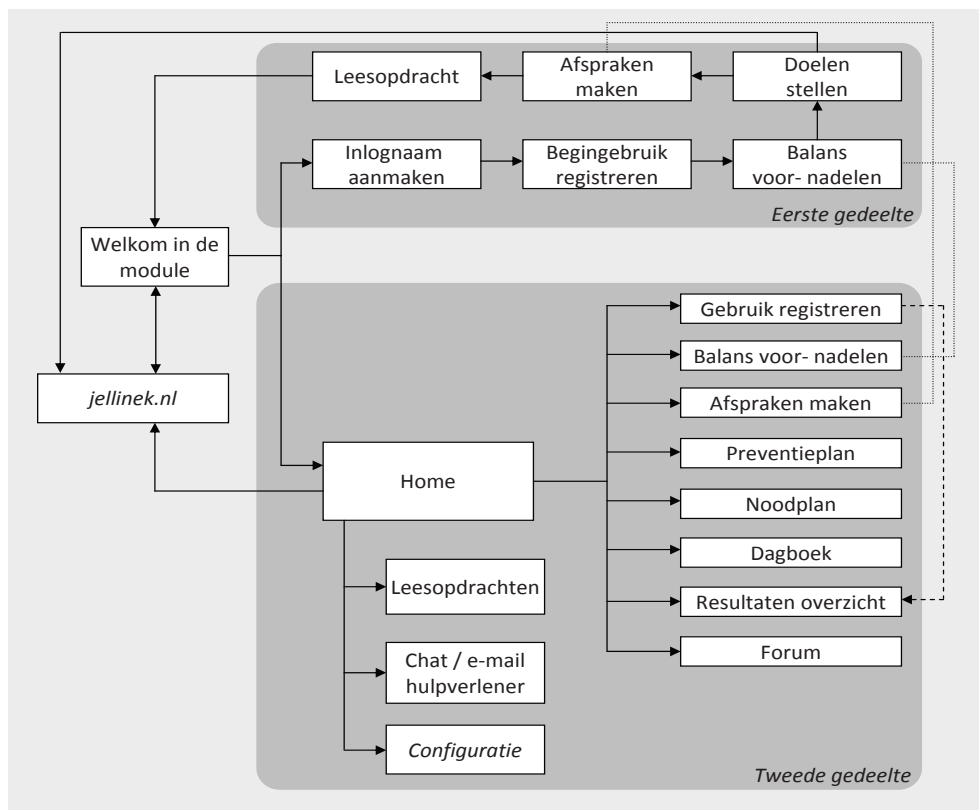 Leesopdracht
Afspraken
maken
Doelen
stellen
Inlognaam
aanmaken
Begingebruik
registreren
Balans
voor- nadelen
Eerste gedeelte
Welkom in de
module
jellinek.nl
Gebruik registreren
Balans voor- nadelen
Afspraken maken
Preventieplan
Noodplan
Dagboek
Resultaten overzicht
Forum
Home
Leesopdrachten
Chat / e-mail
hulpverlener
Configuratie
Tweede gedeelte